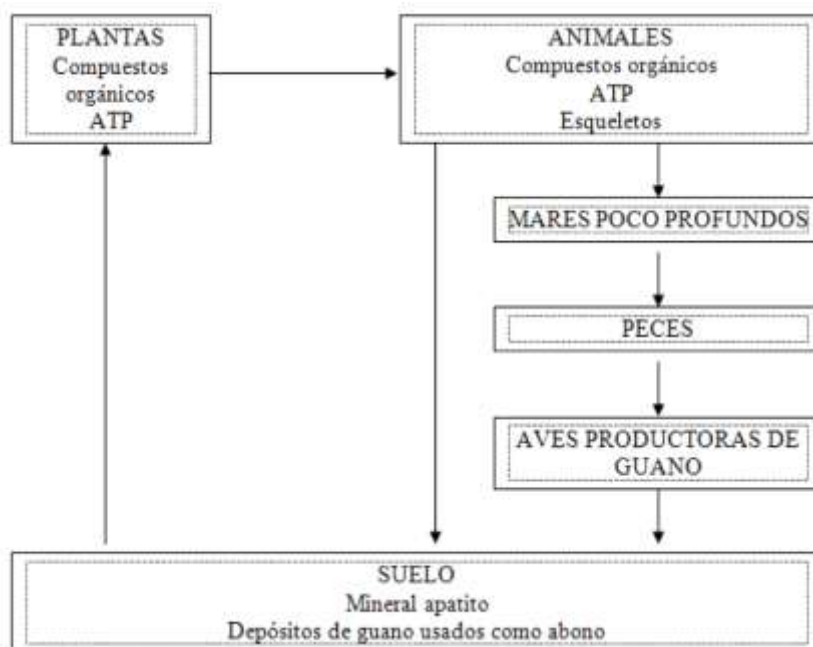 PLANTAS
Compuestos
orgánicos
ATP
ANIMALES
Compuestos orgánicos
ATP
Esqueletos
MARES POCO PROFUNDOS
PECES
AVES PRODUCTORAS DE
GUANO
SUELO
Mineral apatito
Depósitos de guano usados como abono